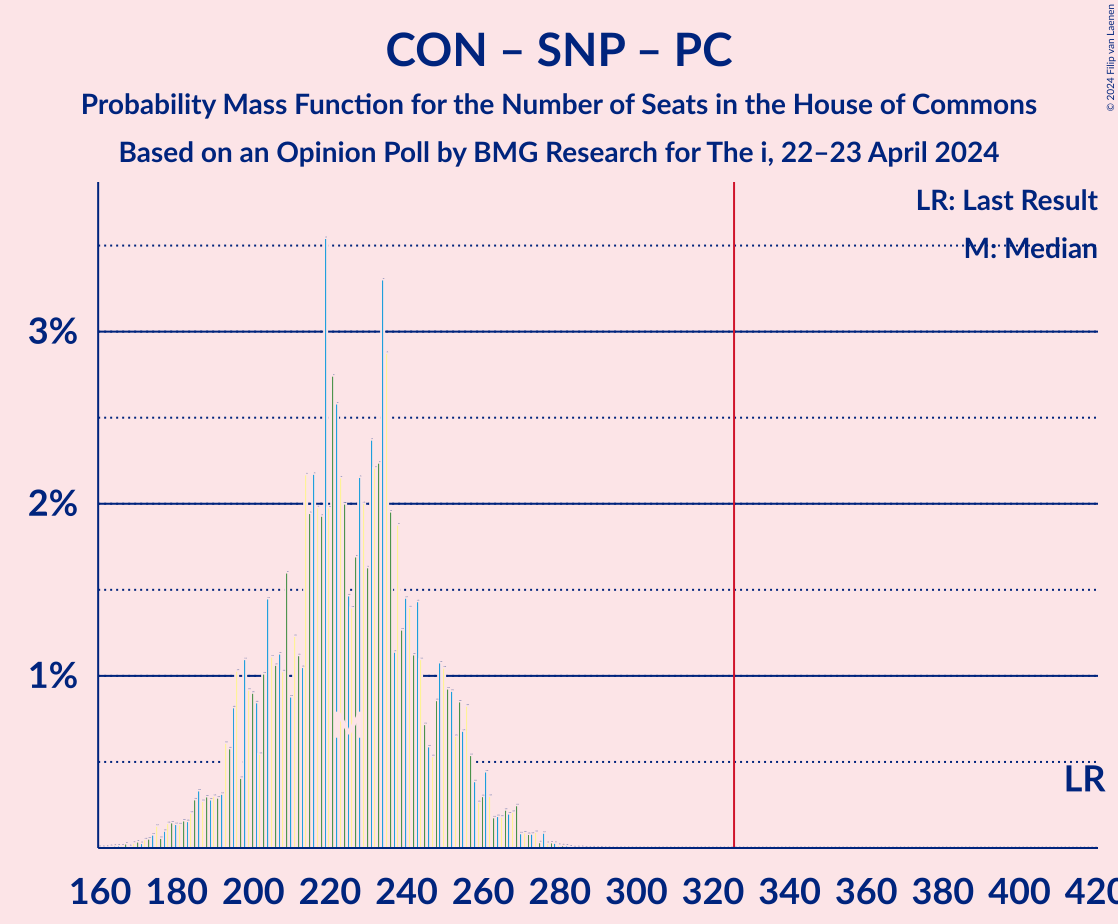 CON – SNP – PC
Probability Mass Function for the Number of Seats in the House of Commons
Based on an Opinion Poll by BMG Research for The i, 22–23 April 2024
© 2024 Filip van Laenen
LR: Last Result
M: Median
3%
2%
1%
M
LR
160 180 200 220 240 260 280 300 320 340 360 380 400 420